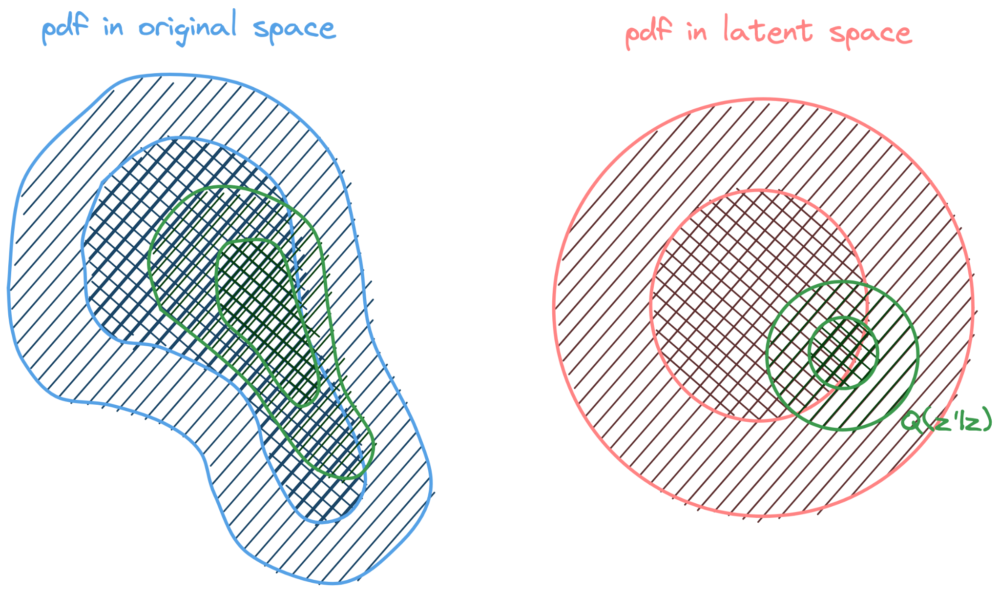 pdf in original space
pdf in latent space
Q(z'|z)